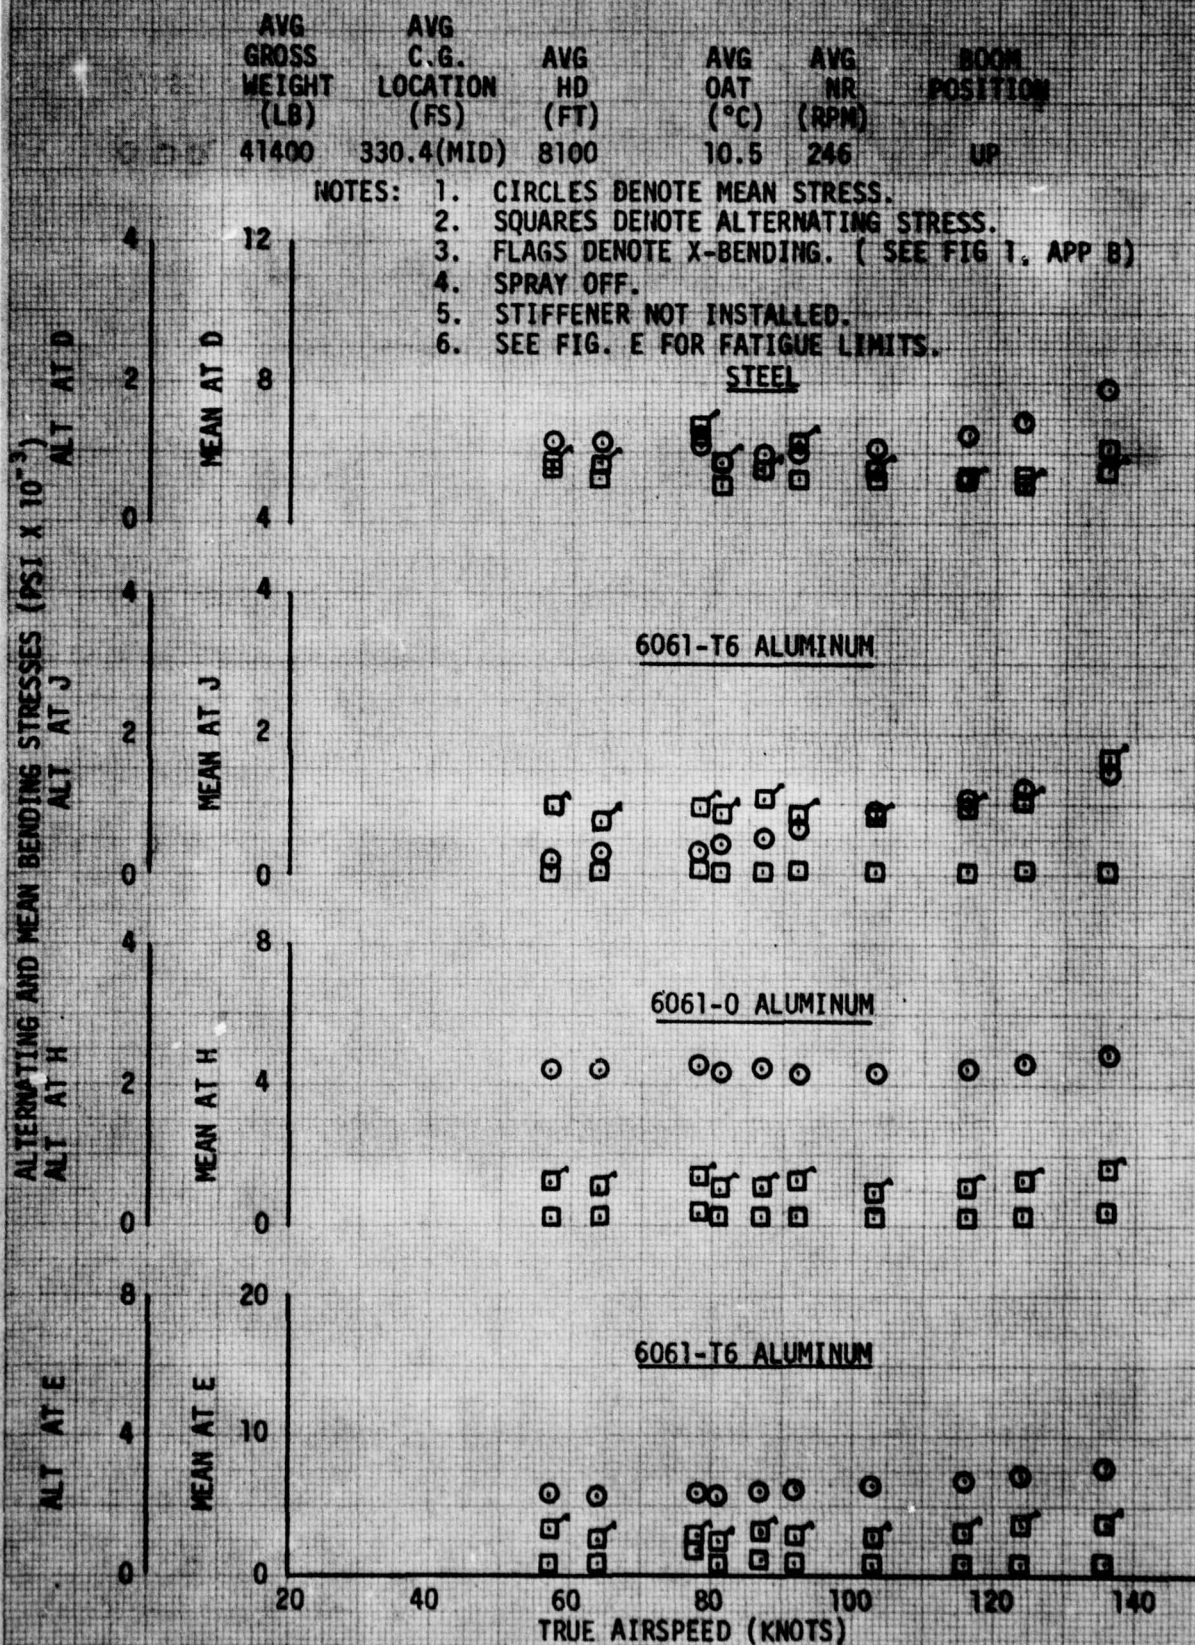 AVG AVG
GROSS C.G. AVG AVG AVG BOOM
WEIGHT LOCATION HD OAT NR POSITION
(LB) (FS) (FT) (°C) (RPM)
41400 330.4(MID) 8100 10.5 246 UP
NOTES: 1. CIRCLES DENOTE MEAN STRESS.
2. SQUARES DENOTE ALTERNATING STRESS.
3. FLAGS DENOTE X-BENDING. ( SEE FIG 1, APP B)
4. SPRAY OFF.
5. STIFFENER NOT INSTALLED.
6. SEE FIG. E FOR FATIGUE LIMITS.
ALTERNATING AND MEAN BENDING STRESSES (PSI X 10⁻³)
ALT AT D
4
2
0
MEAN AT D
12
8
4
STEEL
ALT AT J
4
2
0
MEAN AT J
4
2
0
6061-T6 ALUMINUM
ALT AT H
4
2
0
MEAN AT H
8
4
0
6061-0 ALUMINUM
ALT AT E
8
4
0
MEAN AT E
20
10
0
6061-T6 ALUMINUM
20 40 60 80 100 120 140
TRUE AIRSPEED (KNOTS)